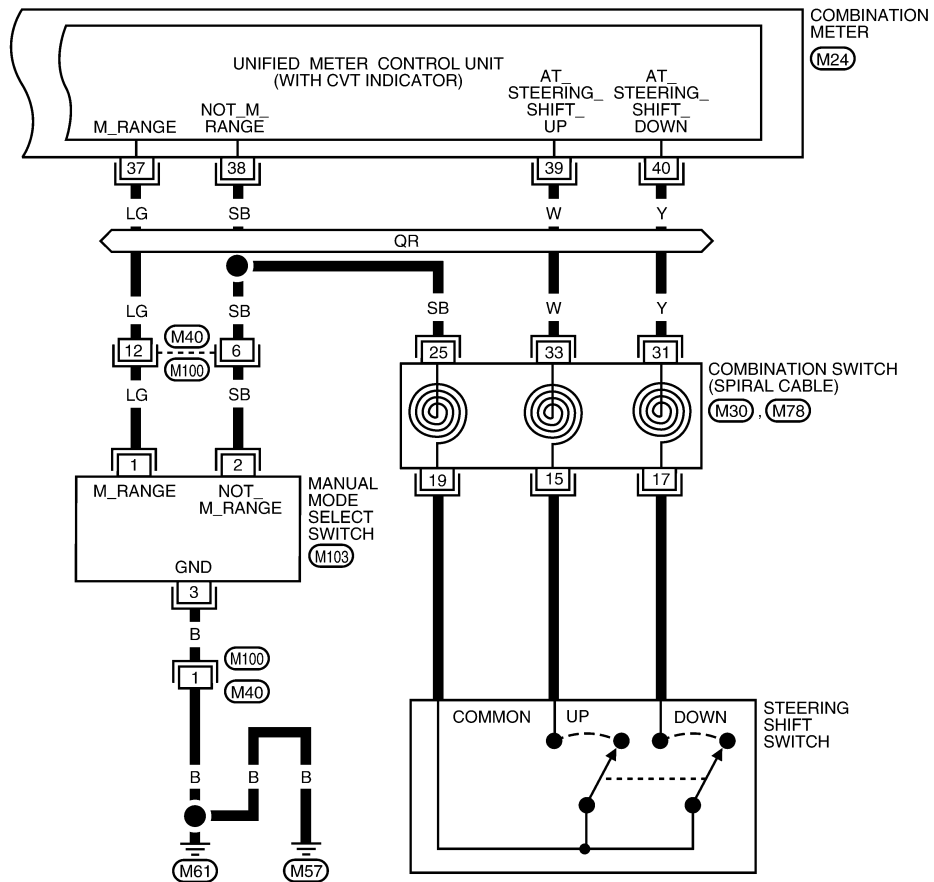 COMBINATION
METER
M24
UNIFIED METER CONTROL UNIT
(WITH CVT INDICATOR)
M_RANGE
NOT_M_
RANGE
AT_
STEERING_
SHIFT_
UP
AT_
STEERING_
SHIFT_
DOWN
37
38
39
40
LG
SB
W
Y
QR
LG
SB
SB
W
Y
12
M40
M100
6
25
33
31
LG
SB
COMBINATION SWITCH
(SPIRAL CABLE)
M30 , M78
1
2
19
15
17
M_RANGE
NOT_
M_RANGE
GND
MANUAL
MODE
SELECT
SWITCH
M103
3
B
1
M100
M40
B
B
B
M61
M57
COMMON
UP
DOWN
STEERING
SHIFT
SWITCH